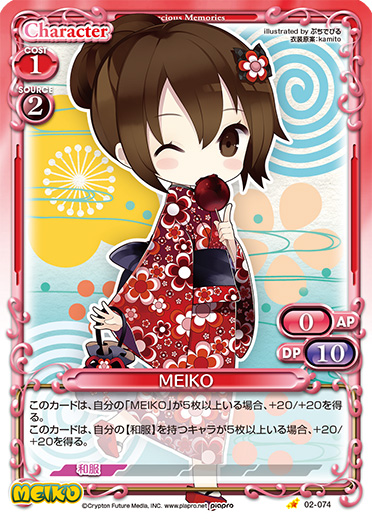 Character
Precious Memories
illustrated by ぷちでびる
衣装原案:kamito
COST
1
SOURCE
2
0 AP
DP 10
MEIKO
このカードは、自分の「MEIKO」が5枚以上いる場合、+20/+20を得
る。
このカードは、自分の【和服】を持つキャラが5枚以上いる場合、+20/
+20を得る。
和服
MEIKO
©Crypton Future Media, INC. www.piapro.net piapro
02-074